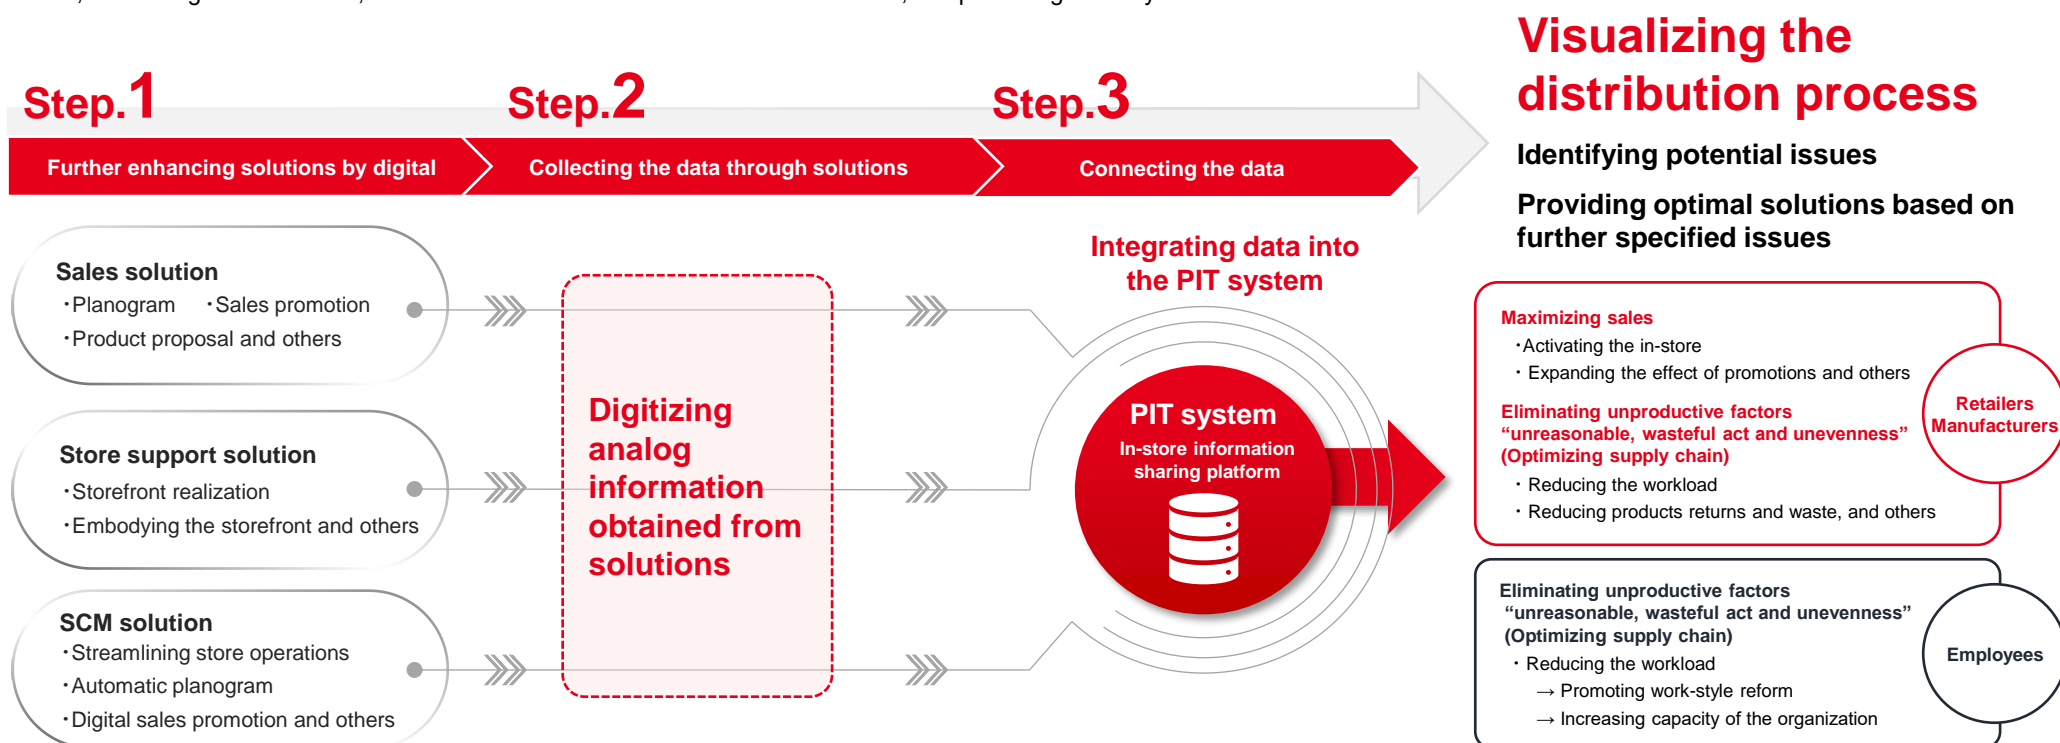 Step.1
Further enhancing solutions by digital
Step.2
Collecting the data through solutions
Step.3
Connecting the data
Visualizing the
distribution process
Identifying potential issues
Providing optimal solutions based on
further specified issues
Sales solution
・Planogram ・Sales promotion
・Product proposal and others
Store support solution
・Storefront realization
・Embodying the storefront and others
SCM solution
・Streamlining store operations
・Automatic planogram
・Digital sales promotion and others
Digitizing
analog
information
obtained from
solutions
Integrating data into
the PIT system
PIT system
In-store information
sharing platform
Maximizing sales
・Activating the in-store
・Expanding the effect of promotions and others
Eliminating unproductive factors
“unreasonable, wasteful act and unevenness”
(Optimizing supply chain)
・Reducing the workload
・Reducing products returns and waste, and others
Retailers
Manufacturers
Eliminating unproductive factors
“unreasonable, wasteful act and unevenness”
(Optimizing supply chain)
・Reducing the workload
→ Promoting work-style reform
→ Increasing capacity of the organization
Employees